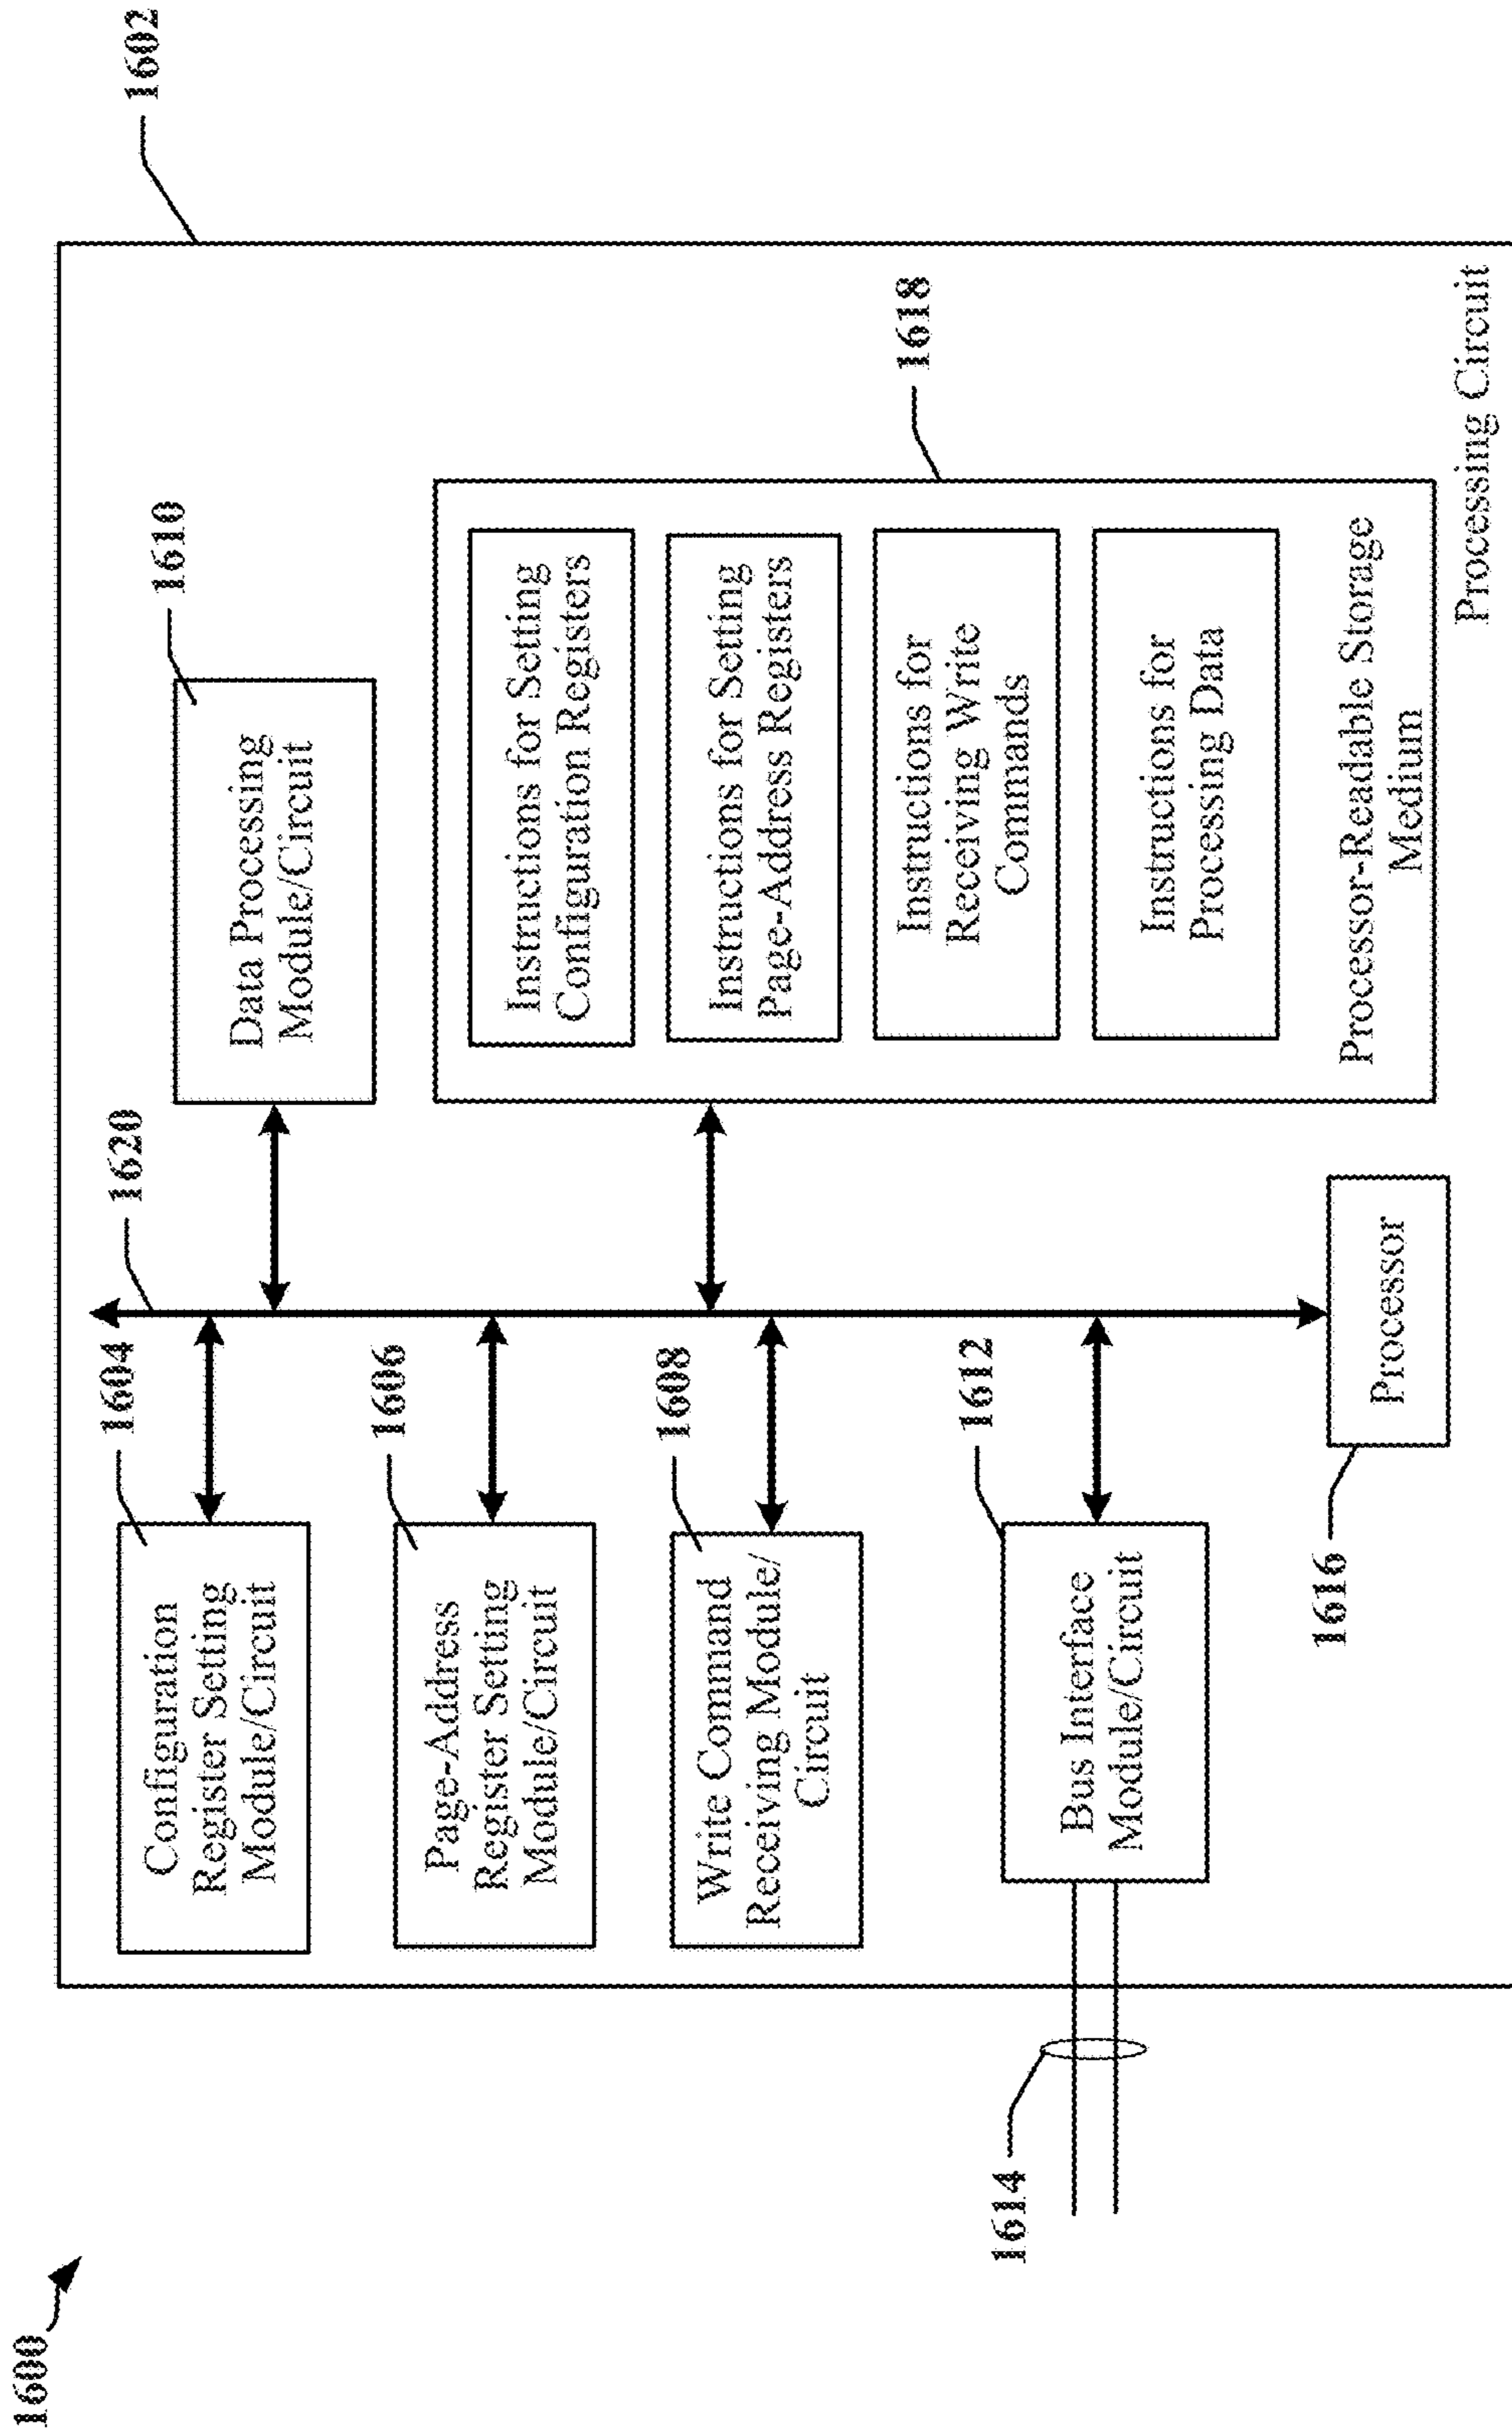 1600
1602
1604
Configuration
Register Setting
Module/Circuit
1606
Page-Address
Register Setting
Module/Circuit
1608
Write Command
Receiving Module/
Circuit
1612
Bus Interface
Module/Circuit
1614
1616
Processor
1620
1610
Data Processing
Module/Circuit
1618
Instructions for Setting
Configuration Registers
Instructions for Setting
Page-Address Registers
Instructions for
Receiving Write
Commands
Instructions for
Processing Data
Processor-Readable Storage
Medium
Processing Circuit